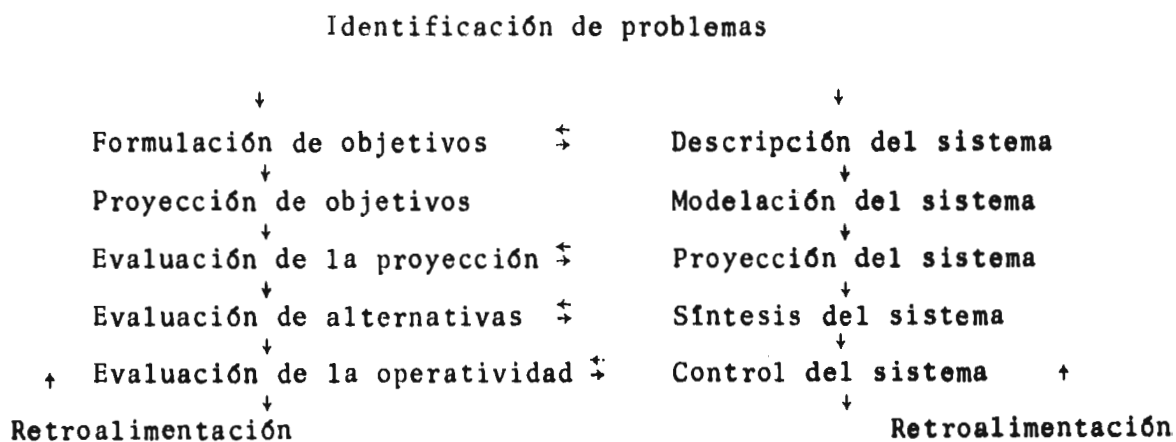 Identificación de problemas
↓ ↓
Formulación de objetivos ⇆ Descripción del sistema
↓ ↓
Proyección de objetivos Modelación del sistema
↓ ↓
Evaluación de la proyección ⇆ Proyección del sistema
↓ ↓
Evaluación de alternativas ⇆ Síntesis del sistema
↓ ↓
↑ Evaluación de la operatividad ⇆ Control del sistema ↑
↓ ↓
Retroalimentación Retroalimentación